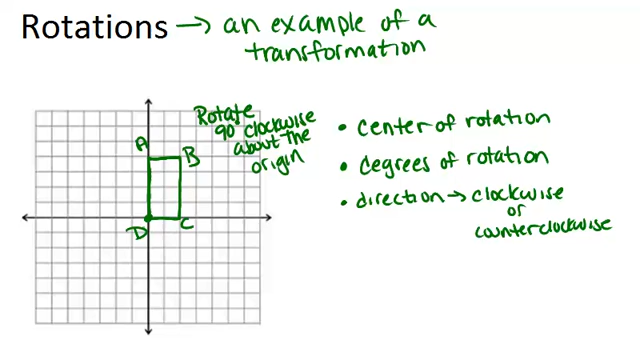 Rotations → an example of a
transformation
Rotate
90° clockwise
about the
origin
A
B
D
C
• center of rotation
• degrees of rotation
• direction → clockwise
or
counterclockwise